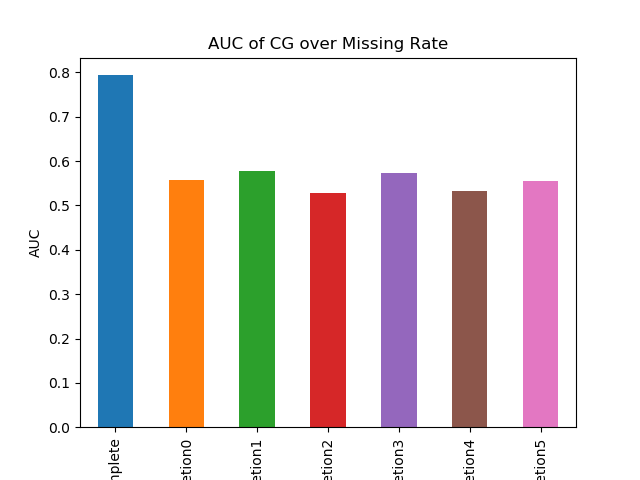 AUC of CG over Missing Rate
AUC
0.8
0.7
0.6
0.5
0.4
0.3
0.2
0.1
0.0
nplete
etion0
etion1
etion2
etion3
etion4
etion5